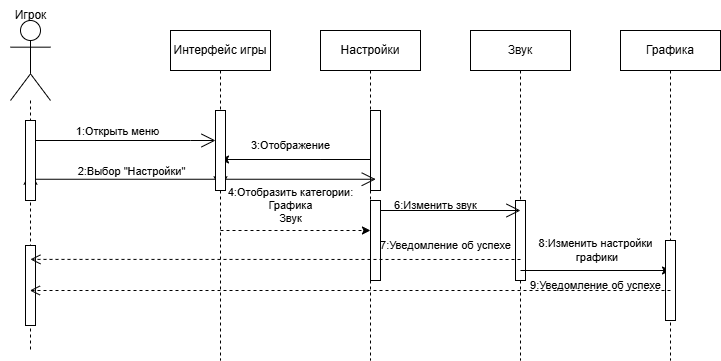 Игрок
Интерфейс игры
Настройки
Звук
Графика
1:Открыть меню
3:Отображение
2:Выбор "Настройки"
4:Отобразить категории:
Графика
Звук
6:Изменить звук
7:Уведомление об успехе
8:Изменить настройки
графики
9:Уведомление об успехе